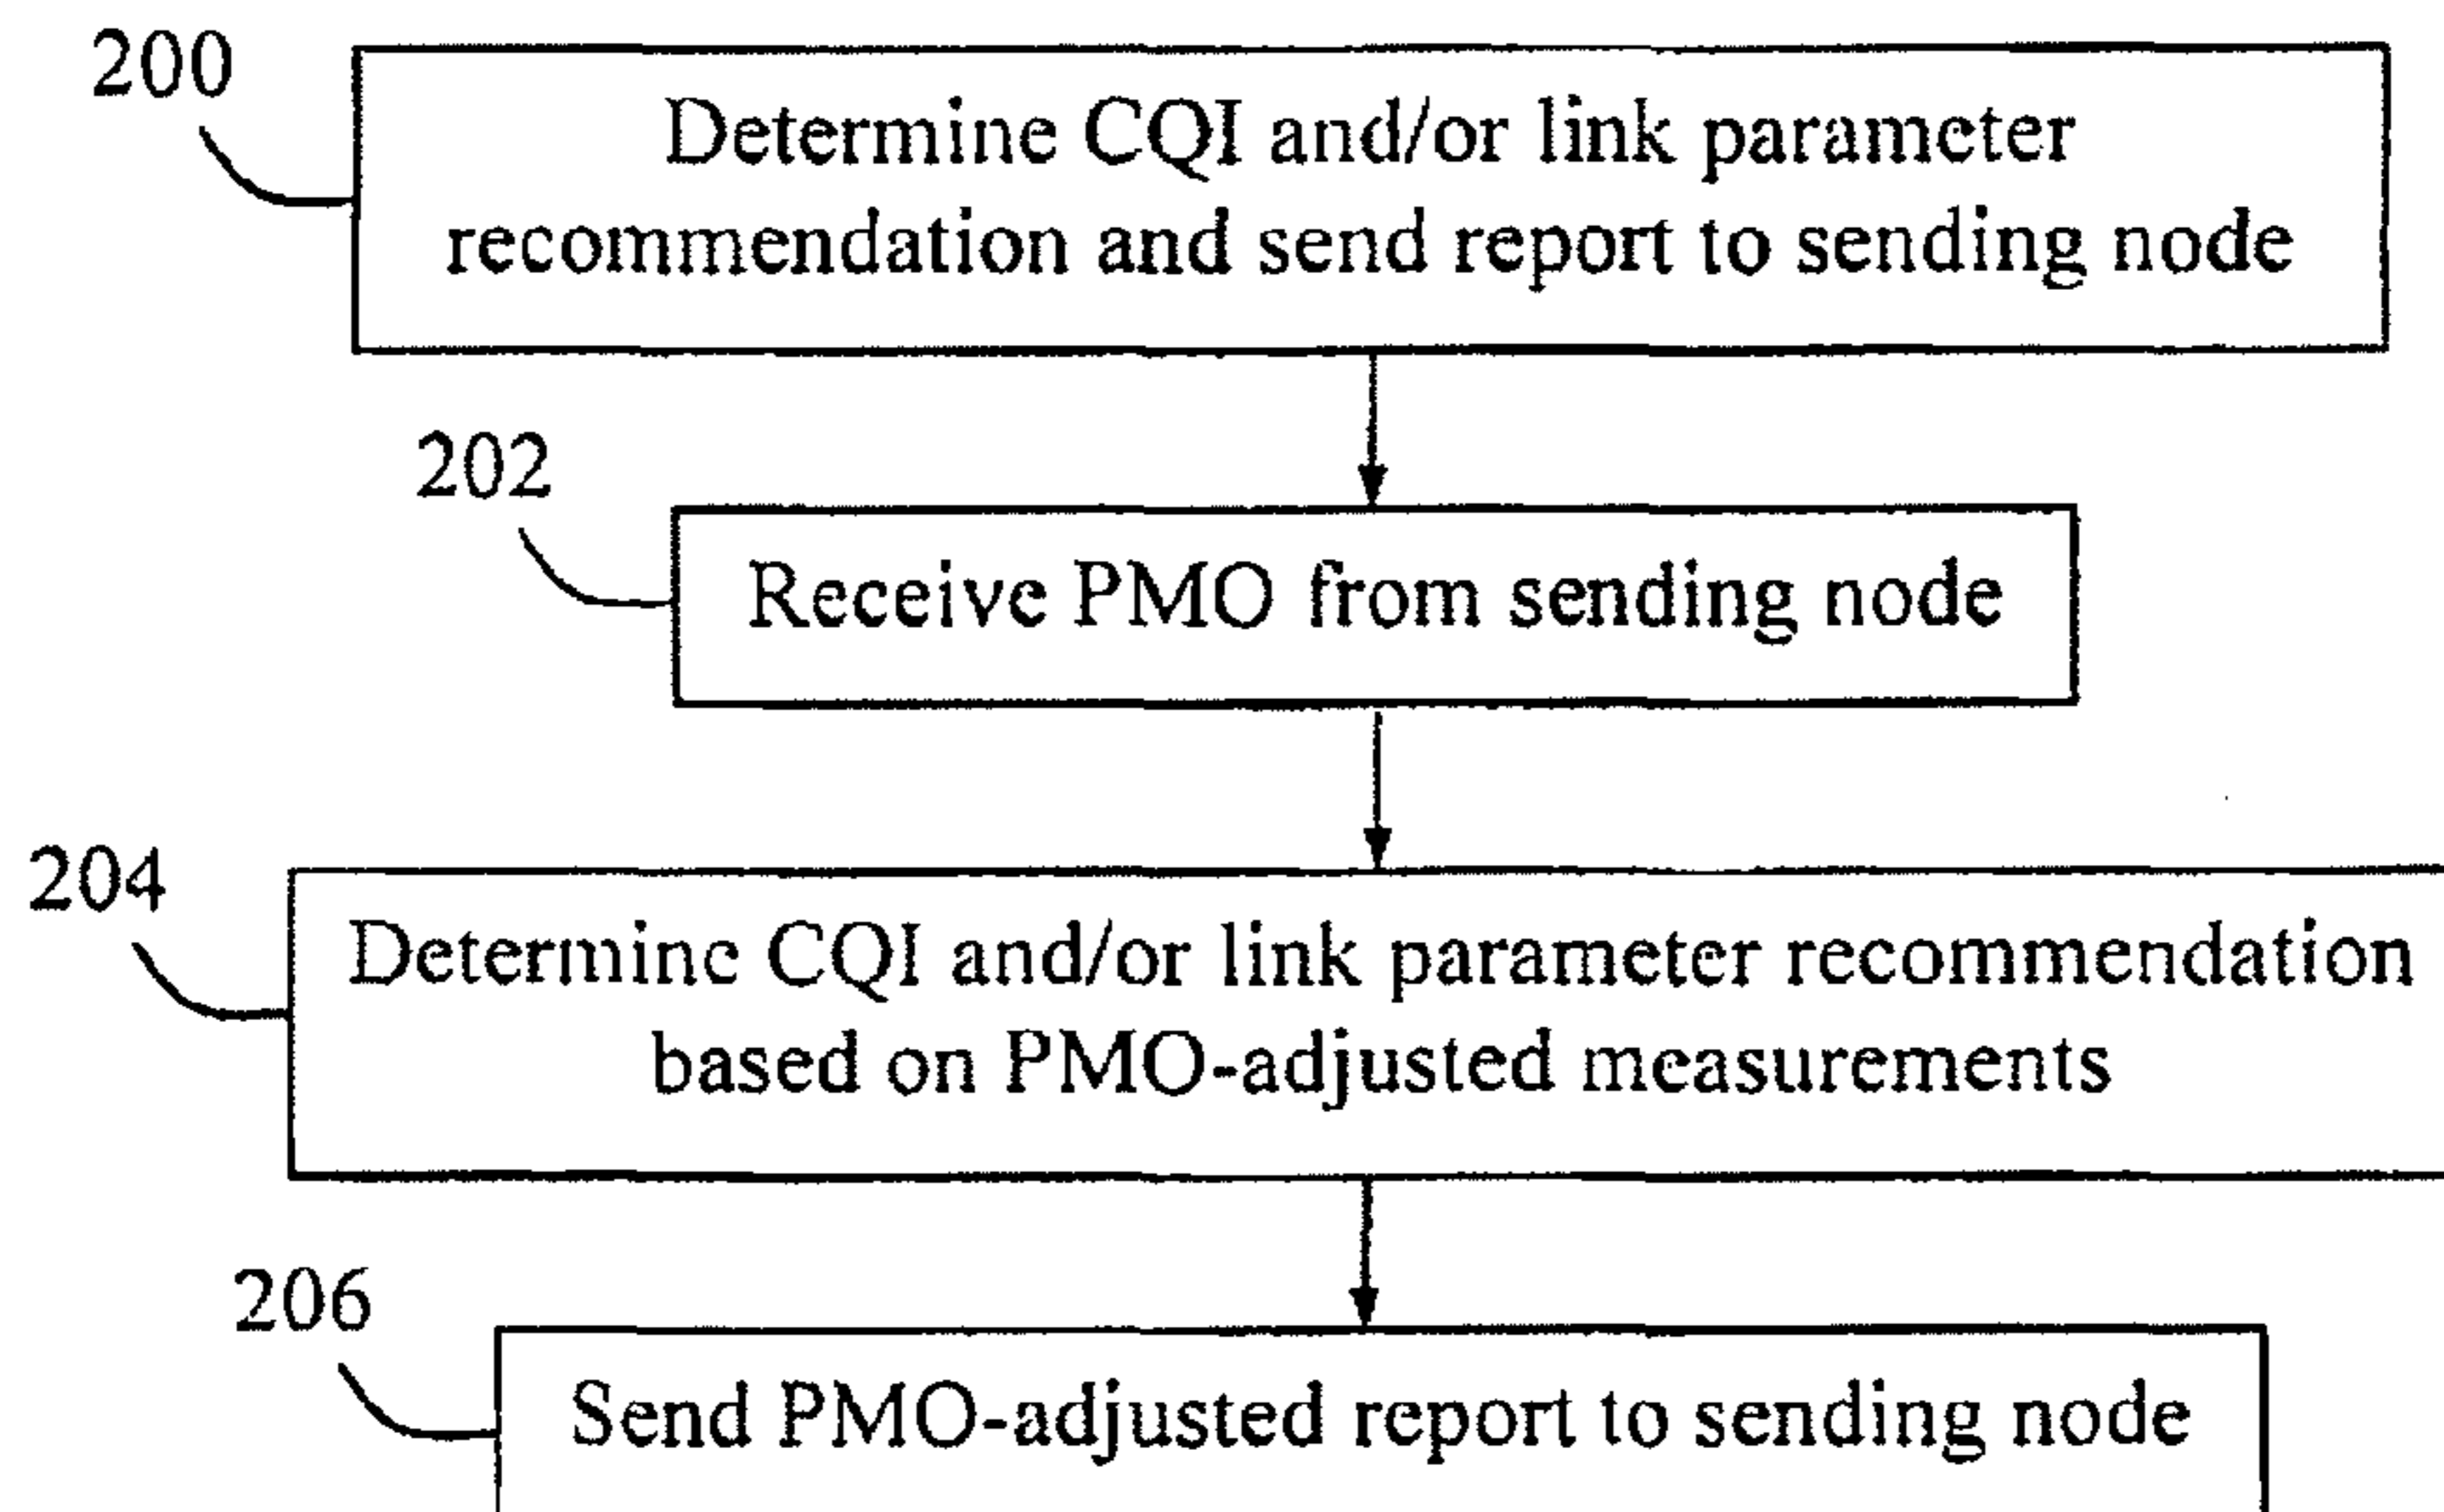 200
Determine CQI and/or link parameter
recommendation and send report to sending node
202
Receive PMO from sending node
204
Determine CQI and/or link parameter recommendation
based on PMO-adjusted measurements
206
Send PMO-adjusted report to sending node